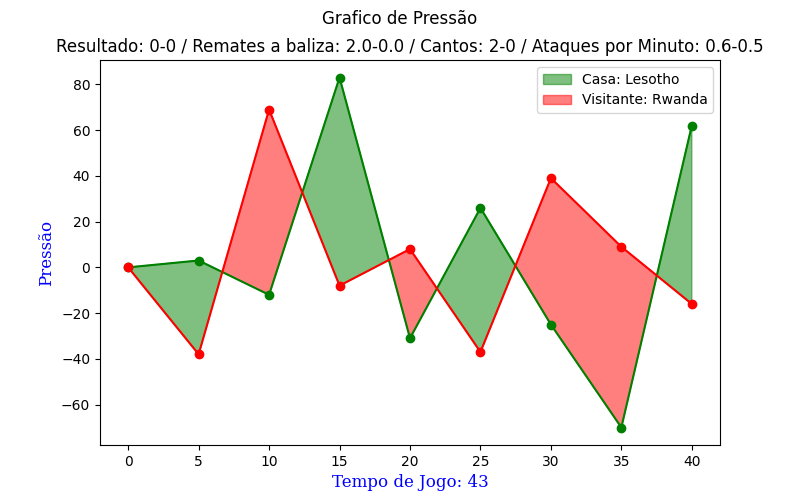 Grafico de Pressão
Resultado: 0-0 / Remates a baliza: 2.0-0.0 / Cantos: 2-0 / Ataques por Minuto: 0.6-0.5
Casa: Lesotho
Visitante: Rwanda
Pressão
80
60
40
20
0
−20
−40
−60
0 5 10 15 20 25 30 35 40
Tempo de Jogo: 43